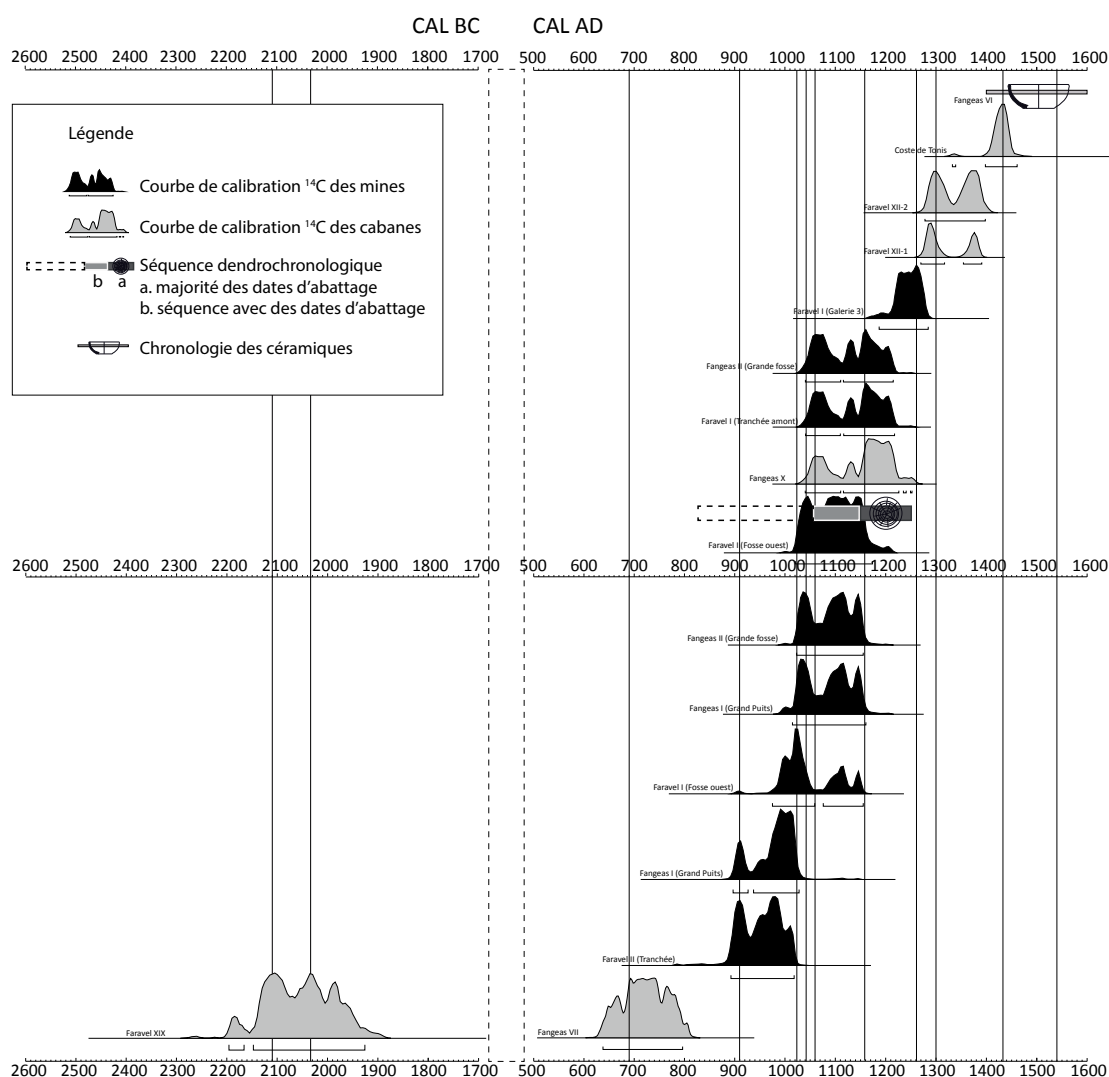 CAL BC CAL AD
2600 2500 2400 2300 2200 2100 2000 1900 1800 1700 500 600 700 800 900 1000 1100 1200 1300 1400 1500 1600
Fangeas VI
Légende
Coste de Tonis
Courbe de calibration ¹⁴C des mines
Faravel XII-2
Courbe de calibration ¹⁴C des cabanes
Faravel XII-1
Séquence dendrochronologique
b a
a. majorité des dates d'abattage
b. séquence avec des dates d'abattage
Faravel I (Galerie 3)
Chronologie des céramiques
Fangeas II (Grande fosse)
Faravel I (Tranchée amont)
Fangeas X
Faravel I (Fosse ouest)
2600 2500 2400 2300 2200 2100 2000 1900 1800 1700 500 600 700 800 900 1000 1100 1200 1300 1400 1500 1600
Fangeas II (Grande fosse)
Fangeas I (Grand Puits)
Faravel I (Fosse ouest)
Fangeas I (Grand Puits)
Faravel II (Tranchée)
Faravel XIX
Fangeas VII
2600 2500 2400 2300 2200 2100 2000 1900 1800 1700 500 600 700 800 900 1000 1100 1200 1300 1400 1500 1600